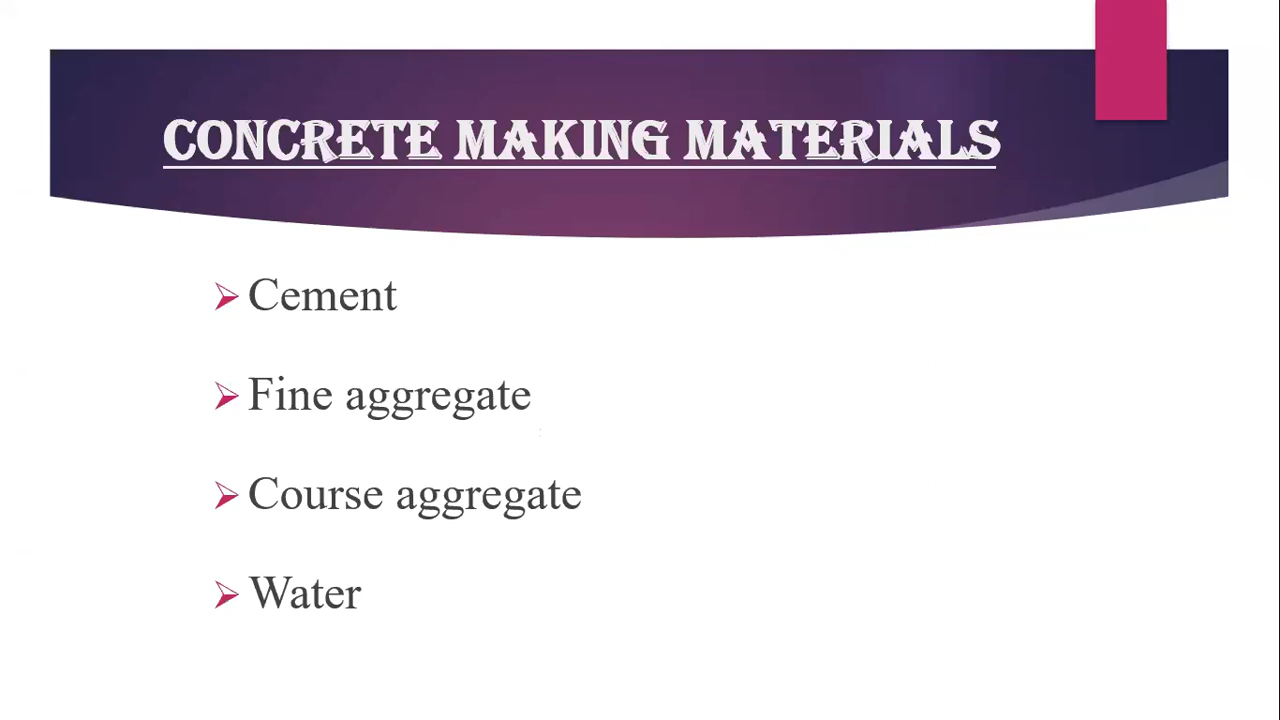 CONCRETE MAKING MATERIALS
Cement
Fine aggregate
Course aggregate
Water